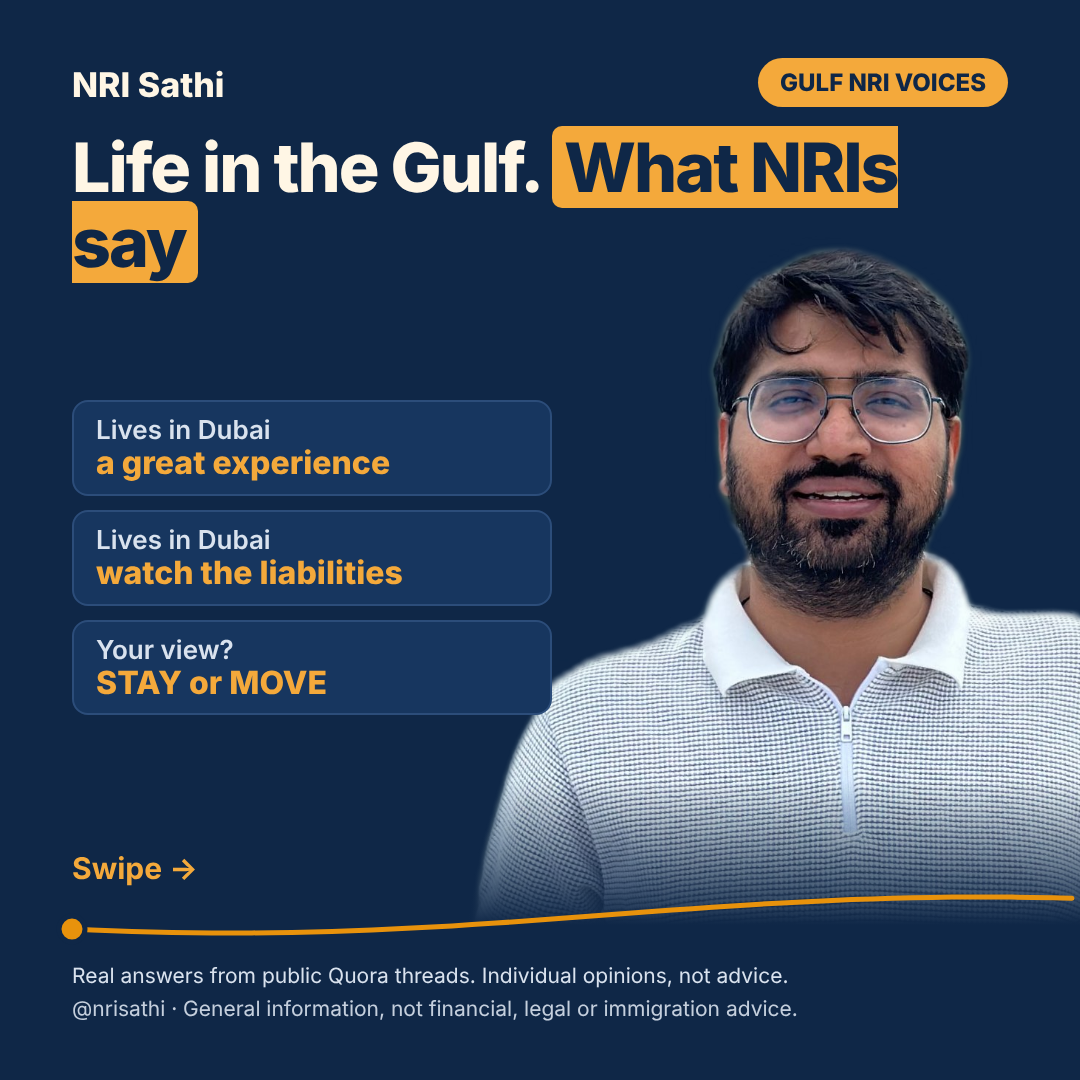 NRI Sathi
GULF NRI VOICES
Life in the Gulf. What NRIs
say
Lives in Dubai
a great experience
Lives in Dubai
watch the liabilities
Your view?
STAY or MOVE
Swipe →
Real answers from public Quora threads. Individual opinions, not advice.
@nrisathi · General information, not financial, legal or immigration advice.